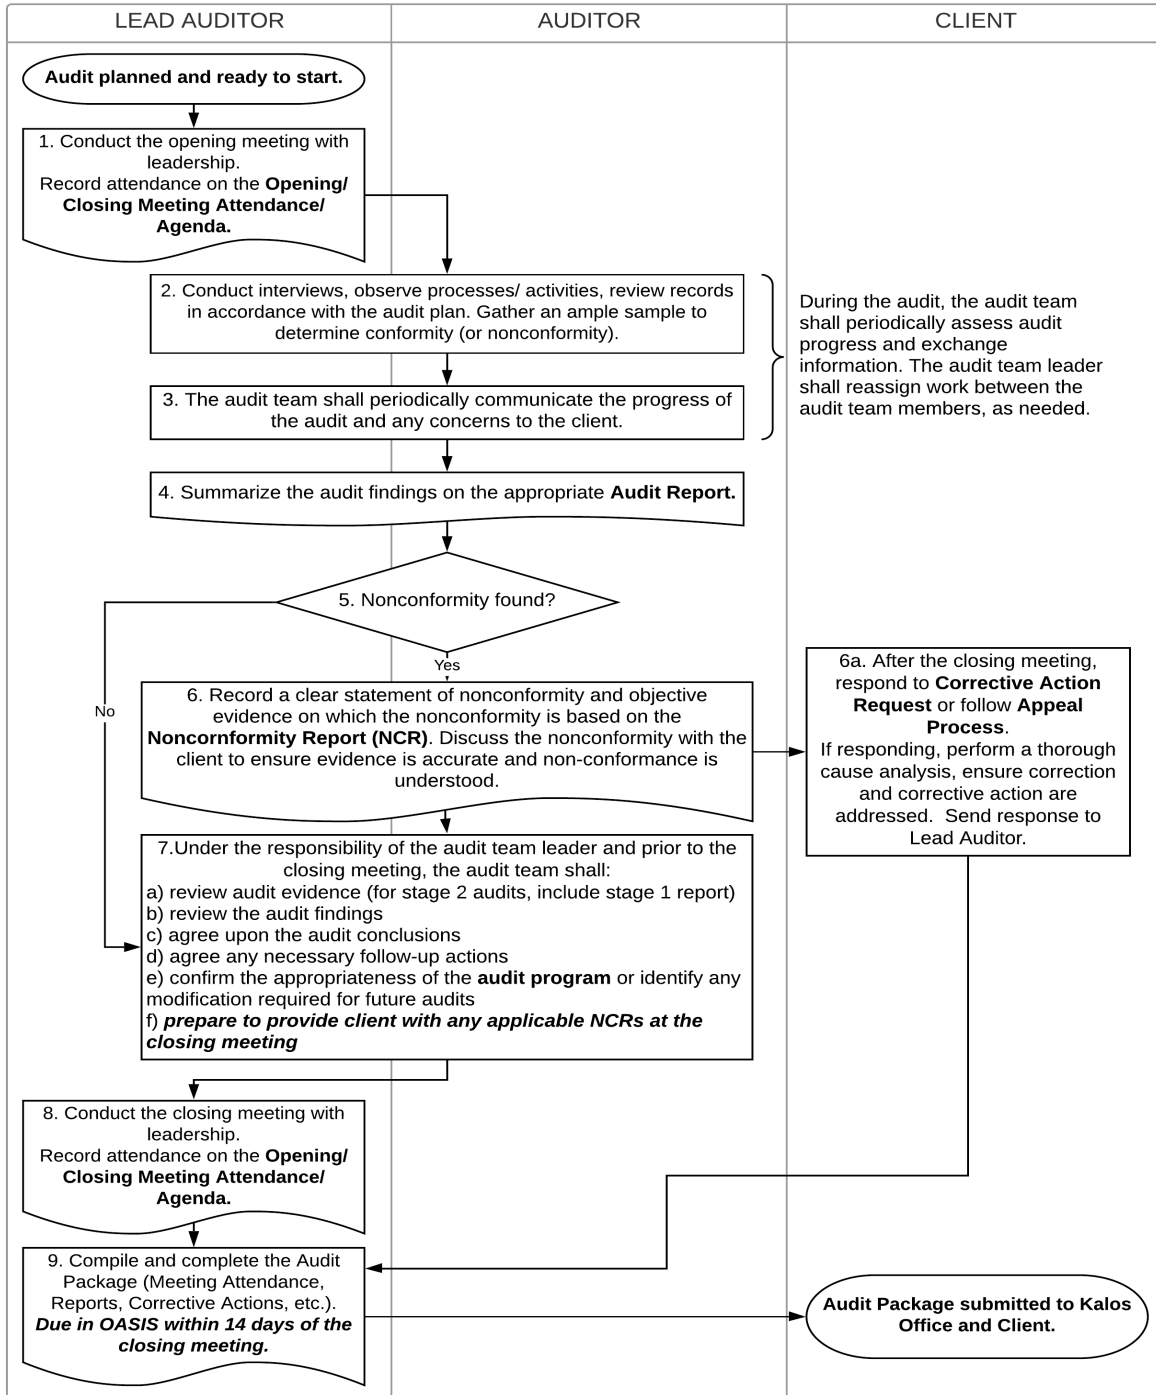 LEAD AUDITOR
AUDITOR
CLIENT
Audit planned and ready to start.
1. Conduct the opening meeting with
leadership.
Record attendance on the Opening/
Closing Meeting Attendance/
Agenda.
2. Conduct interviews, observe processes/ activities, review records
in accordance with the audit plan. Gather an ample sample to
determine conformity (or nonconformity).
During the audit, the audit team
shall periodically assess audit
progress and exchange
information. The audit team leader
shall reassign work between the
audit team members, as needed.
3. The audit team shall periodically communicate the progress of
the audit and any concerns to the client.
4. Summarize the audit findings on the appropriate Audit Report.
5. Nonconformity found?
Yes
No
6. Record a clear statement of nonconformity and objective
evidence on which the nonconformity is based on the
Noncornformity Report (NCR). Discuss the nonconformity with the
client to ensure evidence is accurate and non-conformance is
understood.
6a. After the closing meeting,
respond to Corrective Action
Request or follow Appeal
Process.
If responding, perform a thorough
cause analysis, ensure correction
and corrective action are
addressed.  Send response to
Lead Auditor.
7.Under the responsibility of the audit team leader and prior to the
closing meeting, the audit team shall:
a) review audit evidence (for stage 2 audits, include stage 1 report)
b) review the audit findings
c) agree upon the audit conclusions
d) agree any necessary follow-up actions
e) confirm the appropriateness of the audit program or identify any
modification required for future audits
f) prepare to provide client with any applicable NCRs at the
closing meeting
8. Conduct the closing meeting with
leadership.
Record attendance on the Opening/
Closing Meeting Attendance/
Agenda.
9. Compile and complete the Audit
Package (Meeting Attendance,
Reports, Corrective Actions, etc.).
Due in OASIS within 14 days of the
closing meeting.
Audit Package submitted to Kalos
Office and Client.